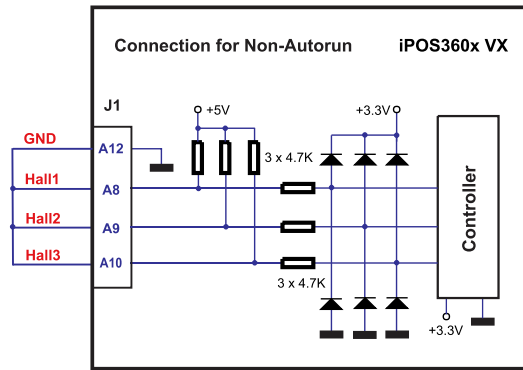 Connection for Non-Autorun
iPOS360x VX
J1
+5V
+3.3V
GND
A12
3 x 4.7K
Hall1
A8
Hall2
A9
Hall3
A10
3 x 4.7K
Controller
+3.3V